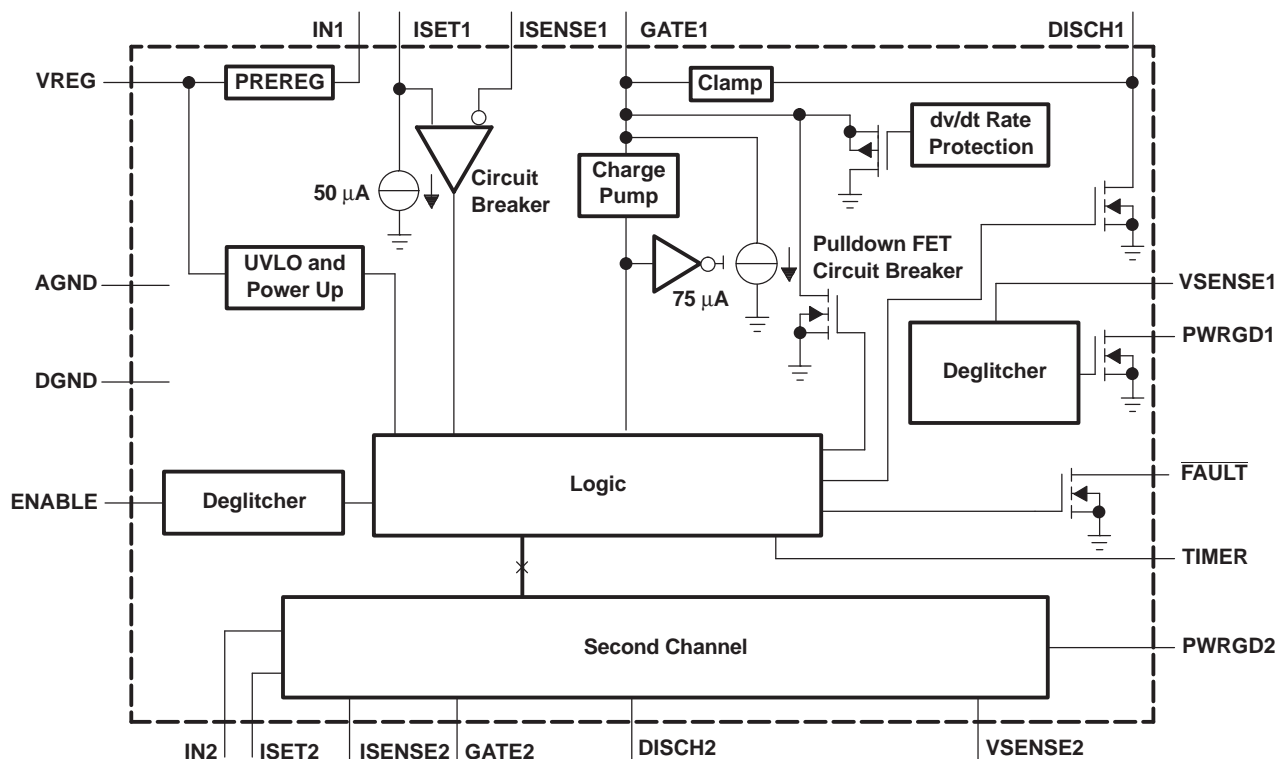 IN1
ISET1
ISENSE1
GATE1
DISCH1
VREG
PREREG
Clamp
dv/dt Rate
Protection
Charge
Pump
Circuit
Breaker
50 μA
Pulldown FET
Circuit Breaker
UVLO and
Power Up
75 μA
AGND
VSENSE1
PWRGD1
Deglitcher
DGND
Logic
FAULT
ENABLE
Deglitcher
TIMER
Second Channel
PWRGD2
IN2
ISET2
ISENSE2
GATE2
DISCH2
VSENSE2